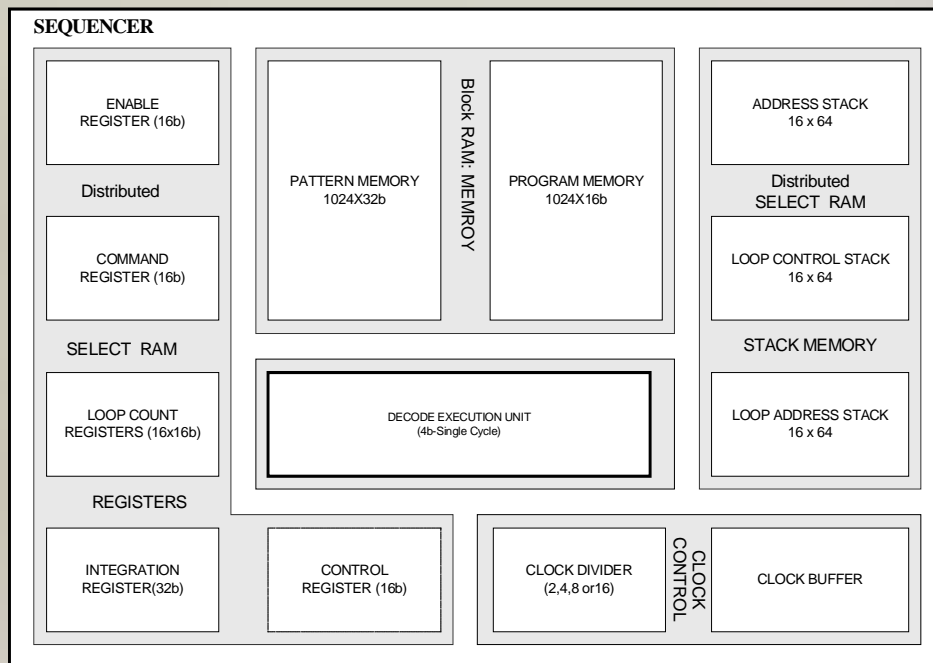 SEQUENCER
ENABLE
REGISTER (16b)
Distributed
COMMAND
REGISTER (16b)
SELECT RAM
LOOP COUNT
REGISTERS (16x16b)
REGISTERS
INTEGRATION
REGISTER(32b)
CONTROL
REGISTER (16b)
PATTERN MEMORY
1024X32b
Block RAM: MEMROY
PROGRAM MEMORY
1024X16b
DECODE EXECUTION UNIT
(4b-Single Cycle)
ADDRESS STACK
16 x 64
Distributed
SELECT RAM
LOOP CONTROL STACK
16 x 64
STACK MEMORY
LOOP ADDRESS STACK
16 x 64
CLOCK DIVIDER
(2,4,8 or16)
CLOCK
CONTROL
CLOCK BUFFER